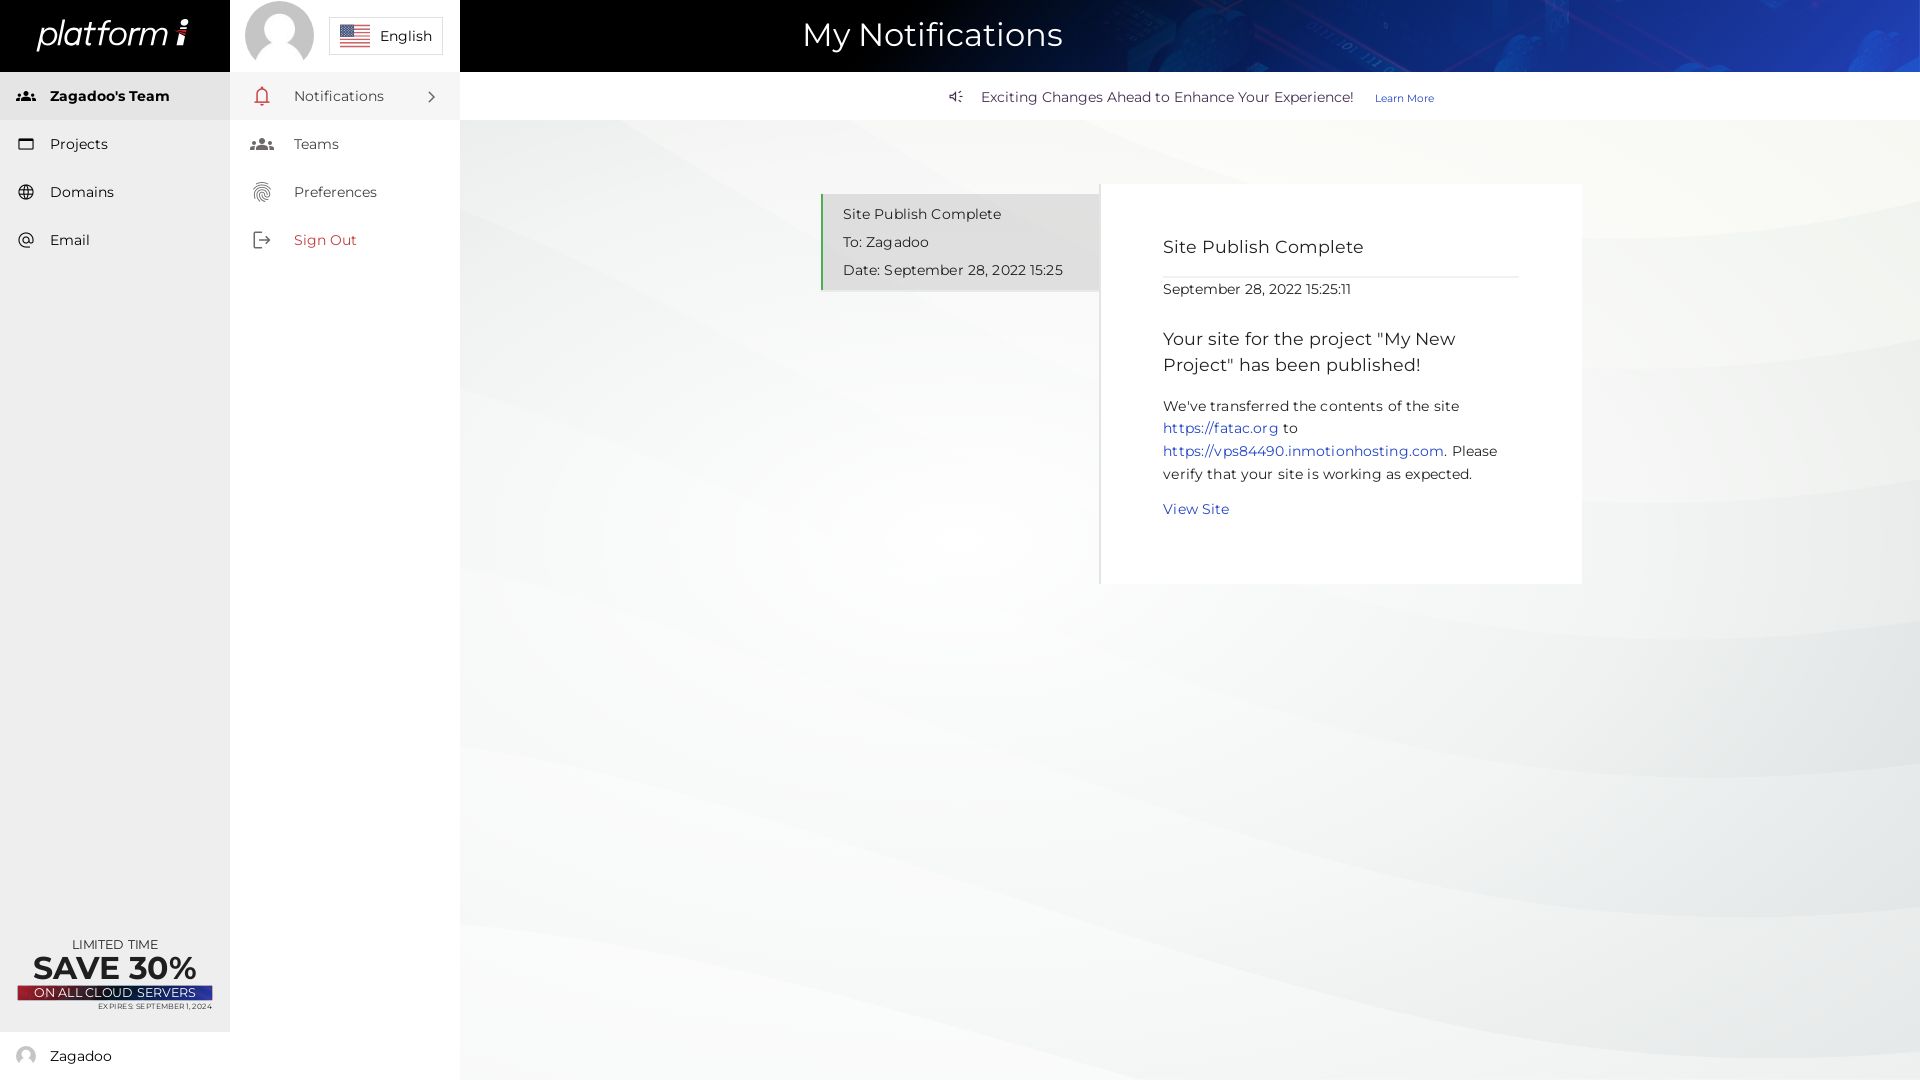 platform i
English
My Notifications
Zagadoo's Team
Projects
Domains
Email
Notifications
Teams
Preferences
Sign Out
Exciting Changes Ahead to Enhance Your Experience! Learn More
Site Publish Complete
To: Zagadoo
Date: September 28, 2022 15:25
Site Publish Complete
September 28, 2022 15:25:11
Your site for the project "My New
Project" has been published!
We've transferred the contents of the site
https://fatac.org to
https://vps84490.inmotionhosting.com. Please
verify that your site is working as expected.
View Site
LIMITED TIME
SAVE 30%
ON ALL CLOUD SERVERS
EXPIRES: SEPTEMBER 1, 2024
Zagadoo